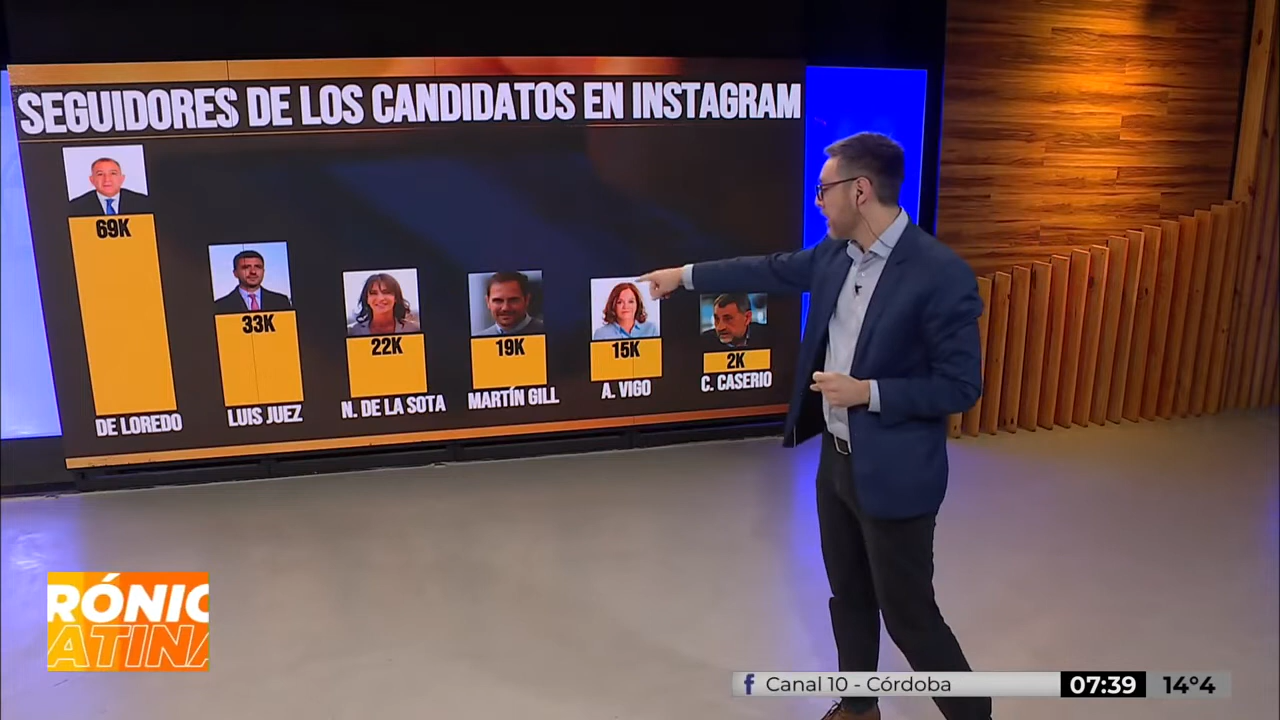 SEGUIDORES DE LOS CANDIDATOS EN INSTAGRAM
69K
33K
22K
19K
15K
2K
DE LOREDO
LUIS JUEZ
N. DE LA SOTA
MARTÍN GILL
A. VIGO
C. CASERIO
RÓNIC
ATINA
f Canal 10 - Córdoba 07:39 14°4